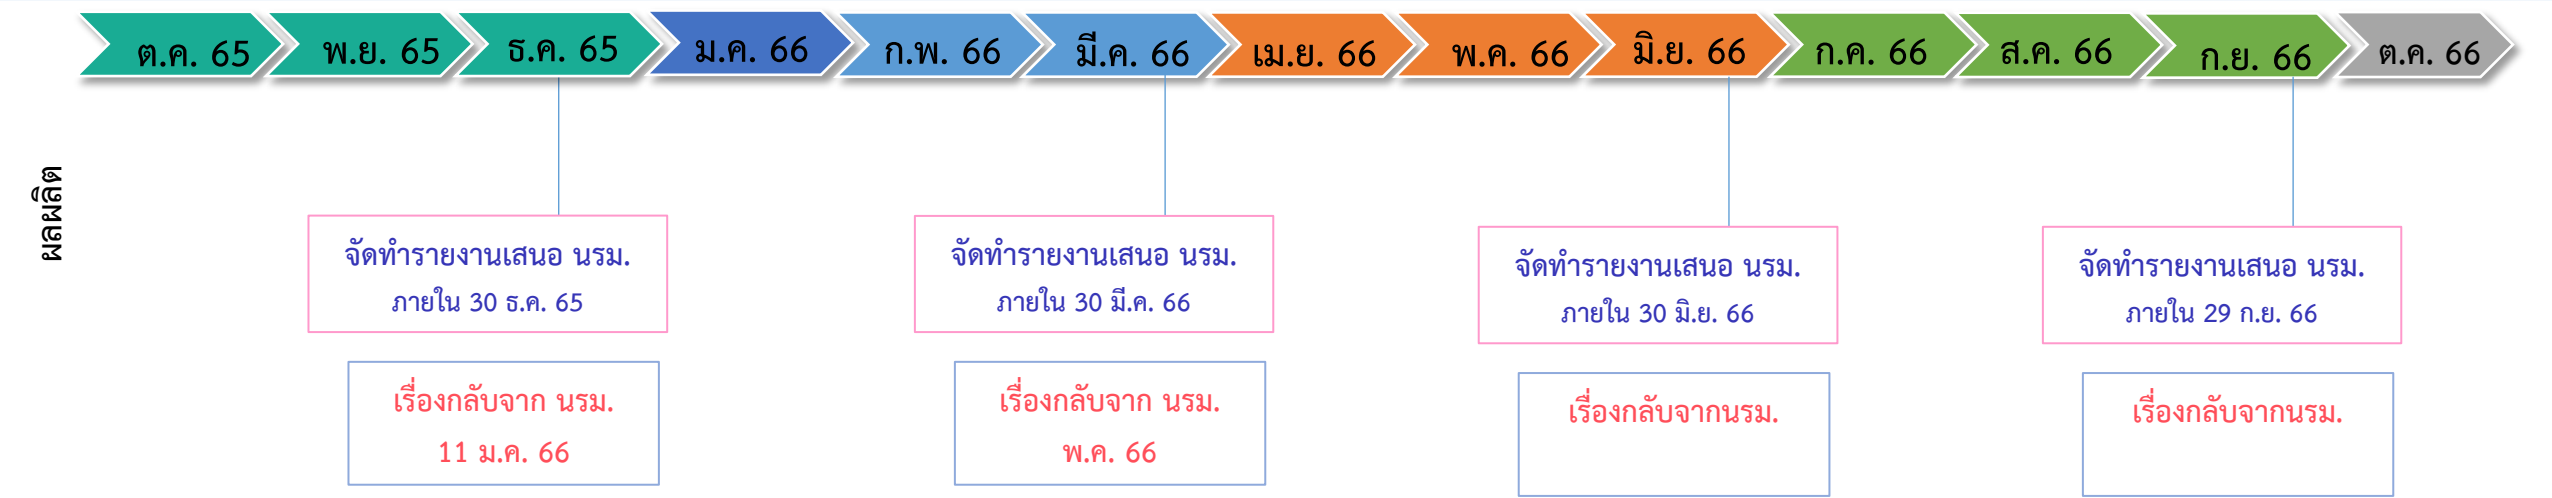 ต.ค. 65
พ.ย. 65
ธ.ค. 65
ม.ค. 66
ก.พ. 66
มี.ค. 66
เม.ย. 66
พ.ค. 66
มิ.ย. 66
ก.ค. 66
ส.ค. 66
ก.ย. 66
ต.ค. 66
ผลผลิต
จัดทำรายงานเสนอ นรม.
ภายใน 30 ธ.ค. 65
เรื่องกลับจาก นรม.
11 ม.ค. 66
จัดทำรายงานเสนอ นรม.
ภายใน 30 มี.ค. 66
เรื่องกลับจาก นรม.
พ.ค. 66
จัดทำรายงานเสนอ นรม.
ภายใน 30 มิ.ย. 66
เรื่องกลับจากนรม.
จัดทำรายงานเสนอ นรม.
ภายใน 29 ก.ย. 66
เรื่องกลับจากนรม.